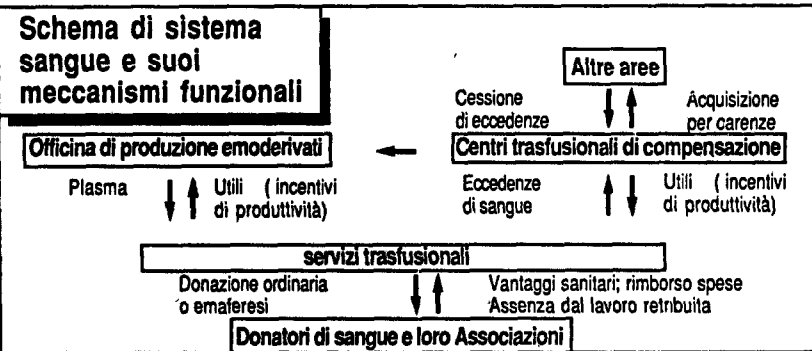 Schema di sistema
sangue e suoi
meccanismi funzionali
Altre aree
Cessione
di eccedenze
Acquisizione
per carenze
Officina di produzione emoderivati
Centri trasfusionali di compensazione
Plasma
Utili ( incentivi
di produttività)
Eccedenze
di sangue
Utili ( incentivi
di produttività)
servizi trasfusionali
Donazione ordinaria
o emaferesi
Vantaggi sanitari; rimborso spese
Assenza dal lavoro retribuita
Donatori di sangue e loro Associazioni